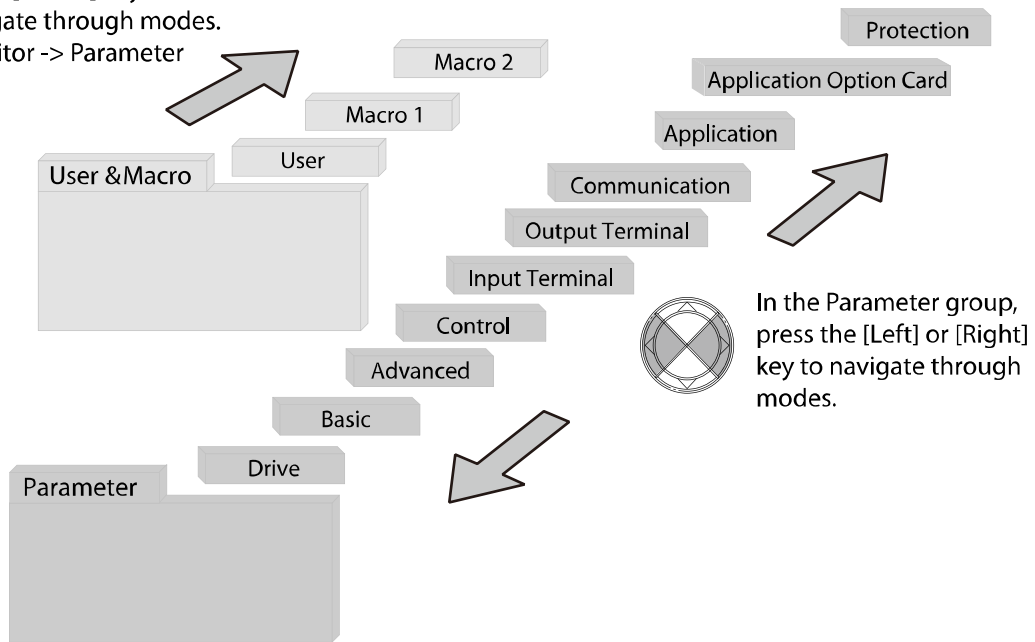 gate through modes.
itor -> Parameter
Protection
Macro 2
Application Option Card
Macro 1
Application
User
User &Macro
Communication
Output Terminal
Input Terminal
In the Parameter group,
press the [Left] or [Right]
key to navigate through
modes.
Control
Advanced
Basic
Drive
Parameter